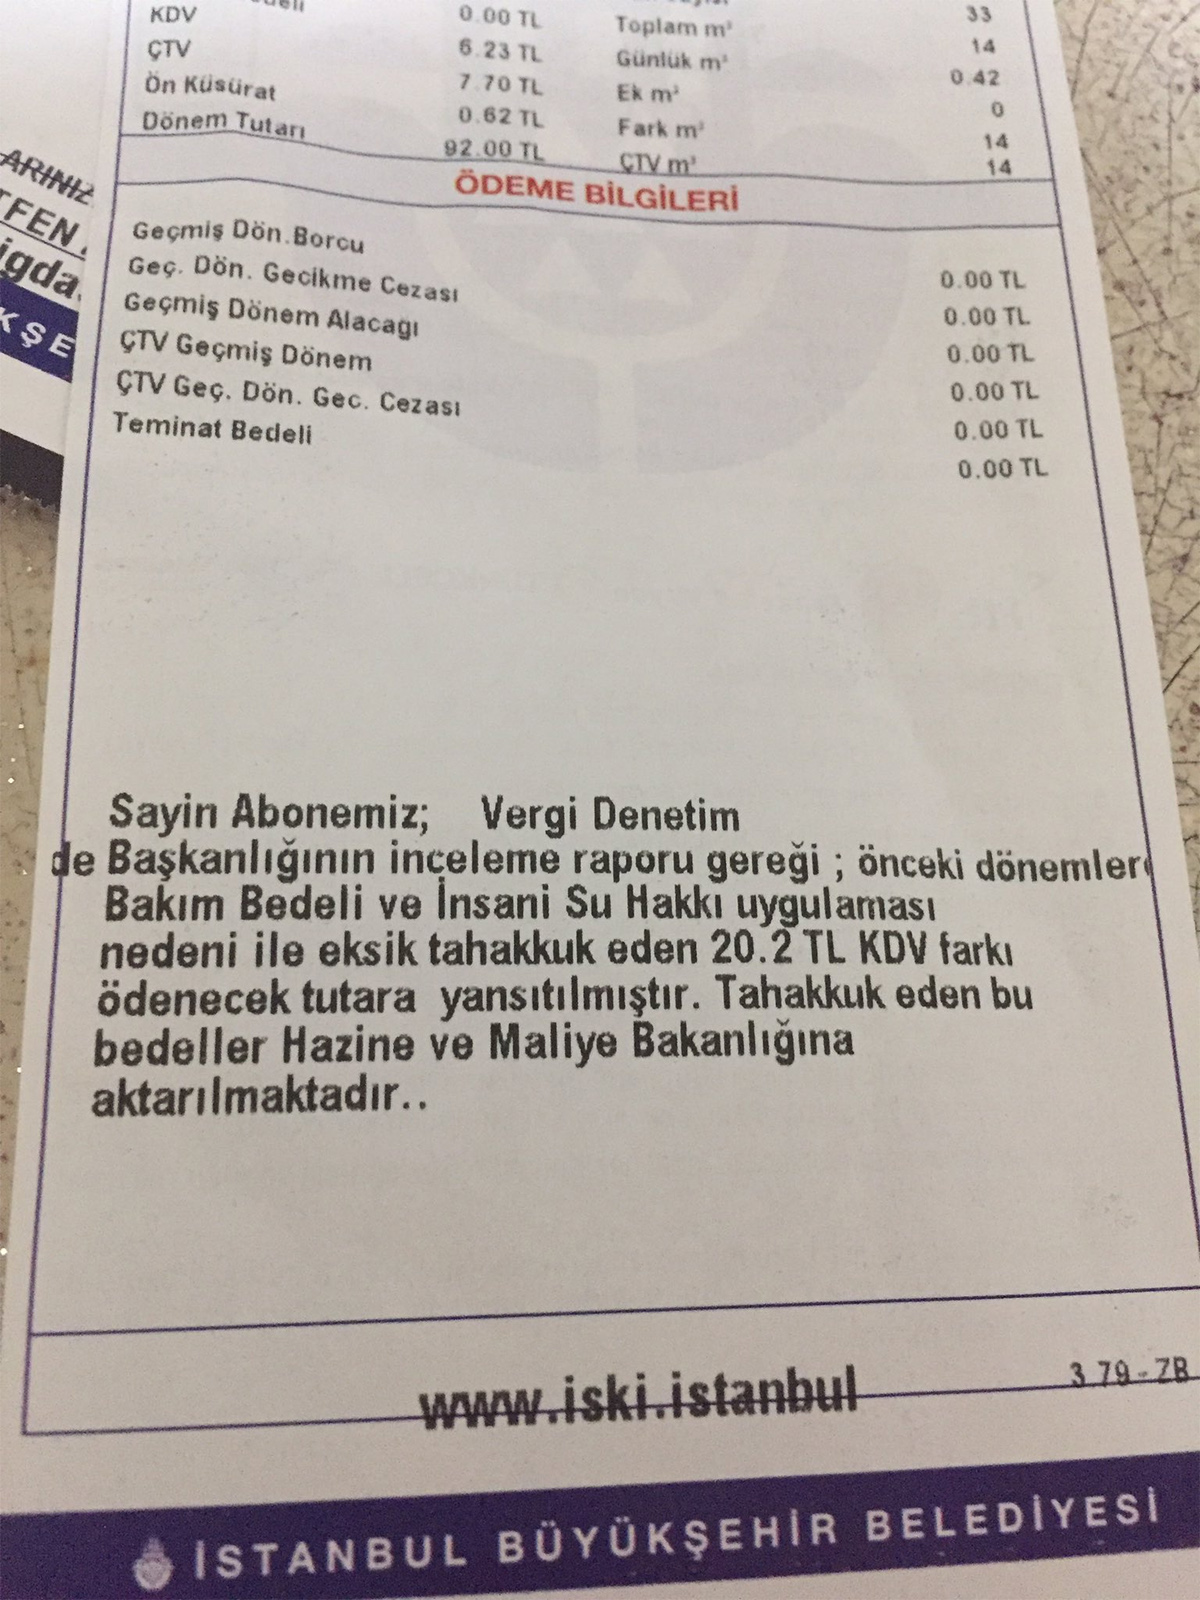 KDV 0.00 TL Toplam m³ 33
ÇTV 6.23 TL Günlük m³ 14
Ön Küsürat 7.70 TL Ek m³ 0.42
Dönem Tutarı 0.62 TL Fark m³ 0
92.00 TL ÇTV m³ 14
14
ÖDEME BİLGİLERİ
Geçmiş Dön.Borcu 0.00 TL
Geç. Dön. Gecikme Cezası 0.00 TL
Geçmiş Dönem Alacağı 0.00 TL
ÇTV Geçmiş Dönem 0.00 TL
ÇTV Geç. Dön. Gec. Cezası 0.00 TL
Teminat Bedeli 0.00 TL
Sayin Abonemiz; Vergi Denetim
de Başkanlığının inceleme raporu gereği ; önceki dönemler
Bakım Bedeli ve İnsani Su Hakkı uygulaması
nedeni ile eksik tahakkuk eden 20.2 TL KDV farkı
ödenecek tutara yansıtılmıştır. Tahakkuk eden bu
bedeller Hazine ve Maliye Bakanlığına
aktarılmaktadır..
www.iski.istanbul
3.79-ZB
İSTANBUL BÜYÜKŞEHİR BELEDİYESİ
ARINIZ
TFEN
igda
KŞE